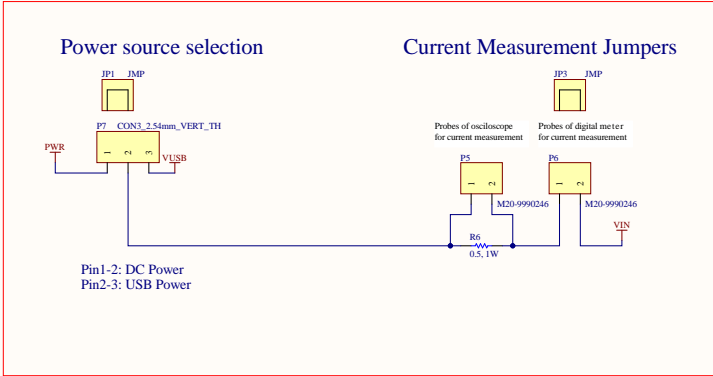 Power source selection
Current Measurement Jumpers
JP1 JMP
JP3 JMP
P7 CON3_2.54mm_VERT_TH
Probes of osciloscope
for current measurement
Probes of digital meter
for current measurement
PWR
1 2 3
VUSB
P5
1 2
M20-9990246
P6
1 2
M20-9990246
VIN
R6
0.5, 1W
Pin1-2: DC Power
Pin2-3: USB Power